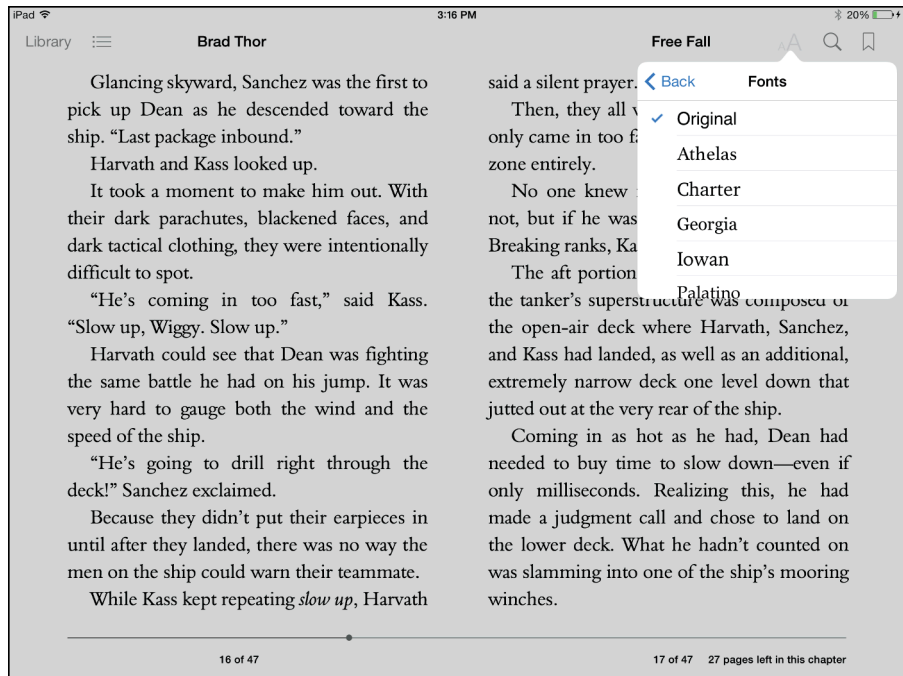 iPad
3:16 PM
20%
Library
Brad Thor
Free Fall
AA
Glancing skyward, Sanchez was the first to
pick up Dean as he descended toward the
ship. “Last package inbound.”
Harvath and Kass looked up.
It took a moment to make him out. With
their dark parachutes, blackened faces, and
dark tactical clothing, they were intentionally
difficult to spot.
“He’s coming in too fast,” said Kass.
“Slow up, Wiggy. Slow up.”
Harvath could see that Dean was fighting
the same battle he had on his jump. It was
very hard to gauge both the wind and the
speed of the ship.
“He’s going to drill right through the
deck!” Sanchez exclaimed.
Because they didn’t put their earpieces in
until after they landed, there was no way the
men on the ship could warn their teammate.
While Kass kept repeating slow up, Harvath
said a silent prayer.
Then, they all
only came in too
zone entirely.
No one knew
not, but if he was
Breaking ranks,
The aft portion
the tanker’s superstructure was composed of
the open-air deck where Harvath, Sanchez,
and Kass had landed, as well as an additional,
extremely narrow deck one level down that
jutted out at the very rear of the ship.
Coming in as hot as he had, Dean had
needed to buy time to slow down—even if
only milliseconds. Realizing this, he had
made a judgment call and chose to land on
the lower deck. What he hadn’t counted on
was slamming into one of the ship’s mooring
winches.
Back
Fonts
Original
Athelas
Charter
Georgia
Iowan
Palatino
16 of 47
17 of 47
27 pages left in this chapter